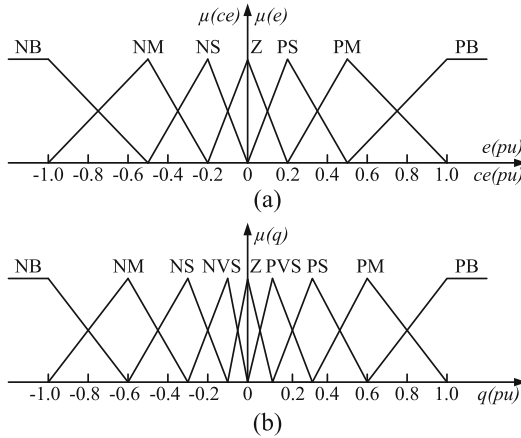 μ(ce) μ(e)
NB NM NS Z PS PM PB
e(pu)
-1.0 -0.8 -0.6 -0.4 -0.2 0 0.2 0.4 0.6 0.8 1.0 ce(pu)
(a)
μ(q)
NB NM NS NVS Z PVS PS PM PB
-1.0 -0.8 -0.6 -0.4 -0.2 0 0.2 0.4 0.6 0.8 1.0 q(pu)
(b)